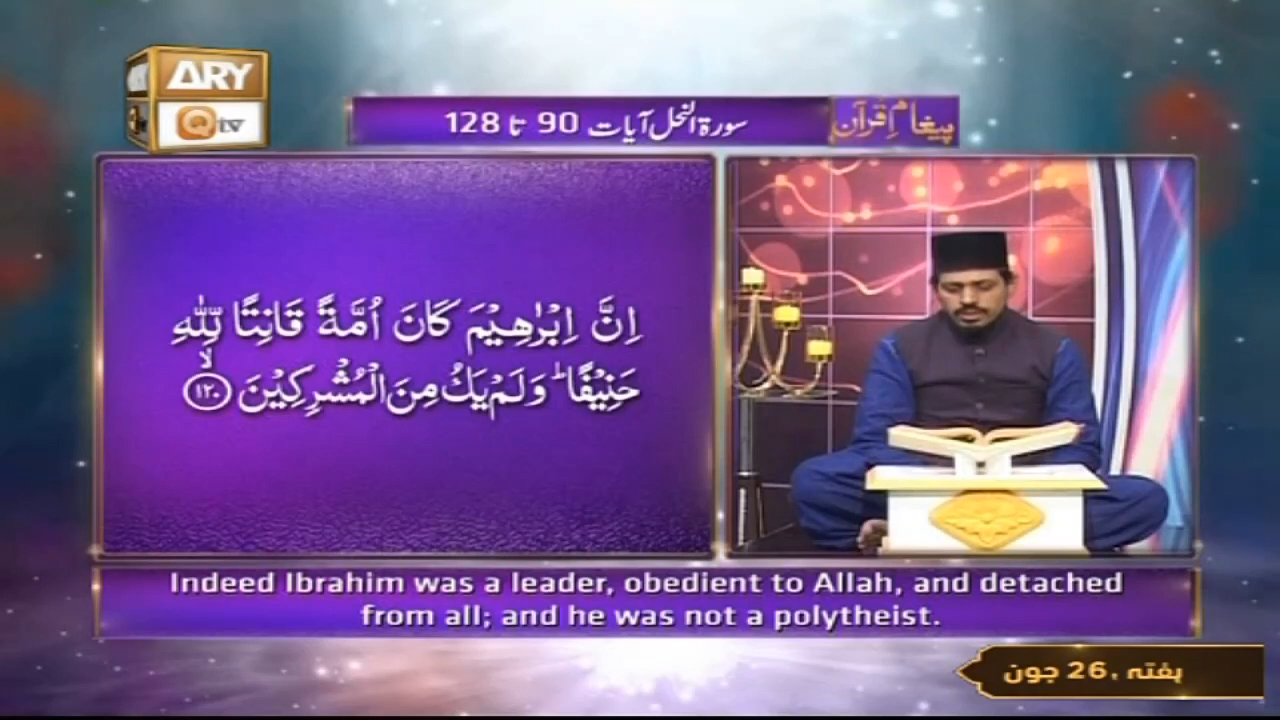 ARY
Qtv
سورۃ النحل آیات 90 تا 128
پیغامِ قرآن
اِنَّ اِبْرٰهِیْمَ كَانَ اُمَّةً قَانِتًا لِّلّٰهِ
حَنِیْفًاؕ وَلَمْ یَكُ مِنَ الْمُشْرِكِیْنَۙ ۱۲۰
Indeed Ibrahim was a leader, obedient to Allah, and detached
from all; and he was not a polytheist.
ہفتہ، 26 جون